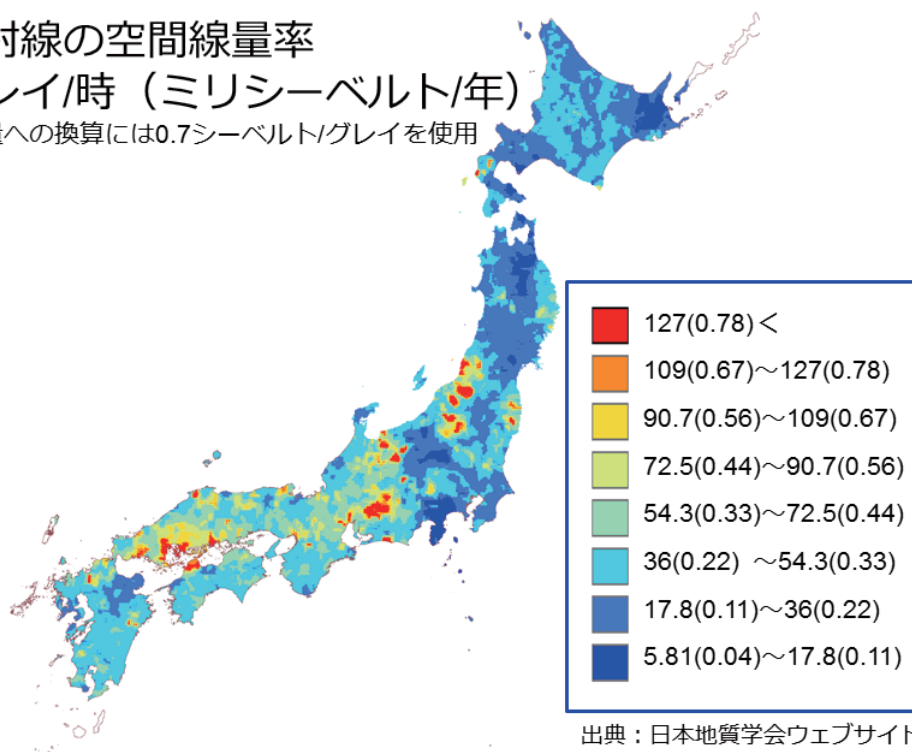 射線の空間線量率
レイ/時（ミリシーベルト/年）
量への換算には0.7シーベルト/グレイを使用
127(0.78)＜
109(0.67)～127(0.78)
90.7(0.56)～109(0.67)
72.5(0.44)～90.7(0.56)
54.3(0.33)～72.5(0.44)
36(0.22) ～54.3(0.33)
17.8(0.11)～36(0.22)
5.81(0.04)～17.8(0.11)
出典：日本地質学会ウェブサイト